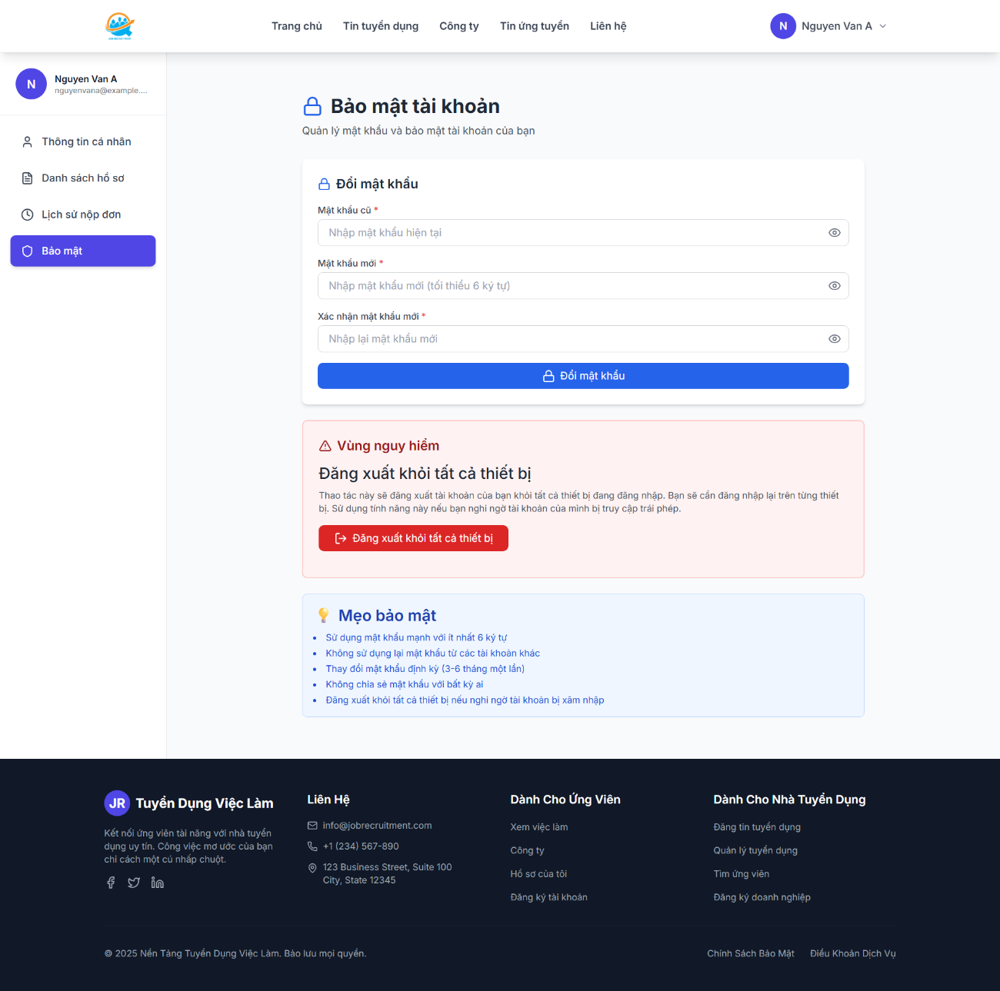 Trang chủ
Tin tuyển dụng
Công ty
Tin ứng tuyển
Liên hệ
N
Nguyen Van A
N
Nguyen Van A
nguyenvana@example....
Thông tin cá nhân
Danh sách hồ sơ
Lịch sử nộp đơn
Bảo mật
Bảo mật tài khoản
Quản lý mật khẩu và bảo mật tài khoản của bạn
Đổi mật khẩu
Mật khẩu cũ *
Nhập mật khẩu hiện tại
Mật khẩu mới *
Nhập mật khẩu mới (tối thiểu 6 ký tự)
Xác nhận mật khẩu mới *
Nhập lại mật khẩu mới
Đổi mật khẩu
Vùng nguy hiểm
Đăng xuất khỏi tất cả thiết bị
Thao tác này sẽ đăng xuất tài khoản của bạn khỏi tất cả thiết bị đang đăng nhập. Bạn sẽ cần đăng nhập lại trên từng thiết
bị. Sử dụng tính năng này nếu bạn nghi ngờ tài khoản của mình bị truy cập trái phép.
Đăng xuất khỏi tất cả thiết bị
Mẹo bảo mật
• Sử dụng mật khẩu mạnh với ít nhất 6 ký tự
• Không sử dụng lại mật khẩu từ các tài khoản khác
• Thay đổi mật khẩu định kỳ (3-6 tháng một lần)
• Không chia sẻ mật khẩu với bất kỳ ai
• Đăng xuất khỏi tất cả thiết bị nếu nghi ngờ tài khoản bị xâm nhập
JR
Tuyển Dụng Việc Làm
Kết nối ứng viên tài năng với nhà tuyển
dụng uy tín. Công việc mơ ước của bạn
chỉ cách một cú nhấp chuột.
Liên Hệ
info@jobrecruitment.com
+1 (234) 567-890
123 Business Street, Suite 100
City, State 12345
Dành Cho Ứng Viên
Xem việc làm
Công ty
Hồ sơ của tôi
Đăng ký tài khoản
Dành Cho Nhà Tuyển Dụng
Đăng tin tuyển dụng
Quản lý tuyển dụng
Tìm ứng viên
Đăng ký doanh nghiệp
© 2025 Nền Tảng Tuyển Dụng Việc Làm. Bảo lưu mọi quyền.
Chính Sách Bảo Mật
Điều Khoản Dịch Vụ